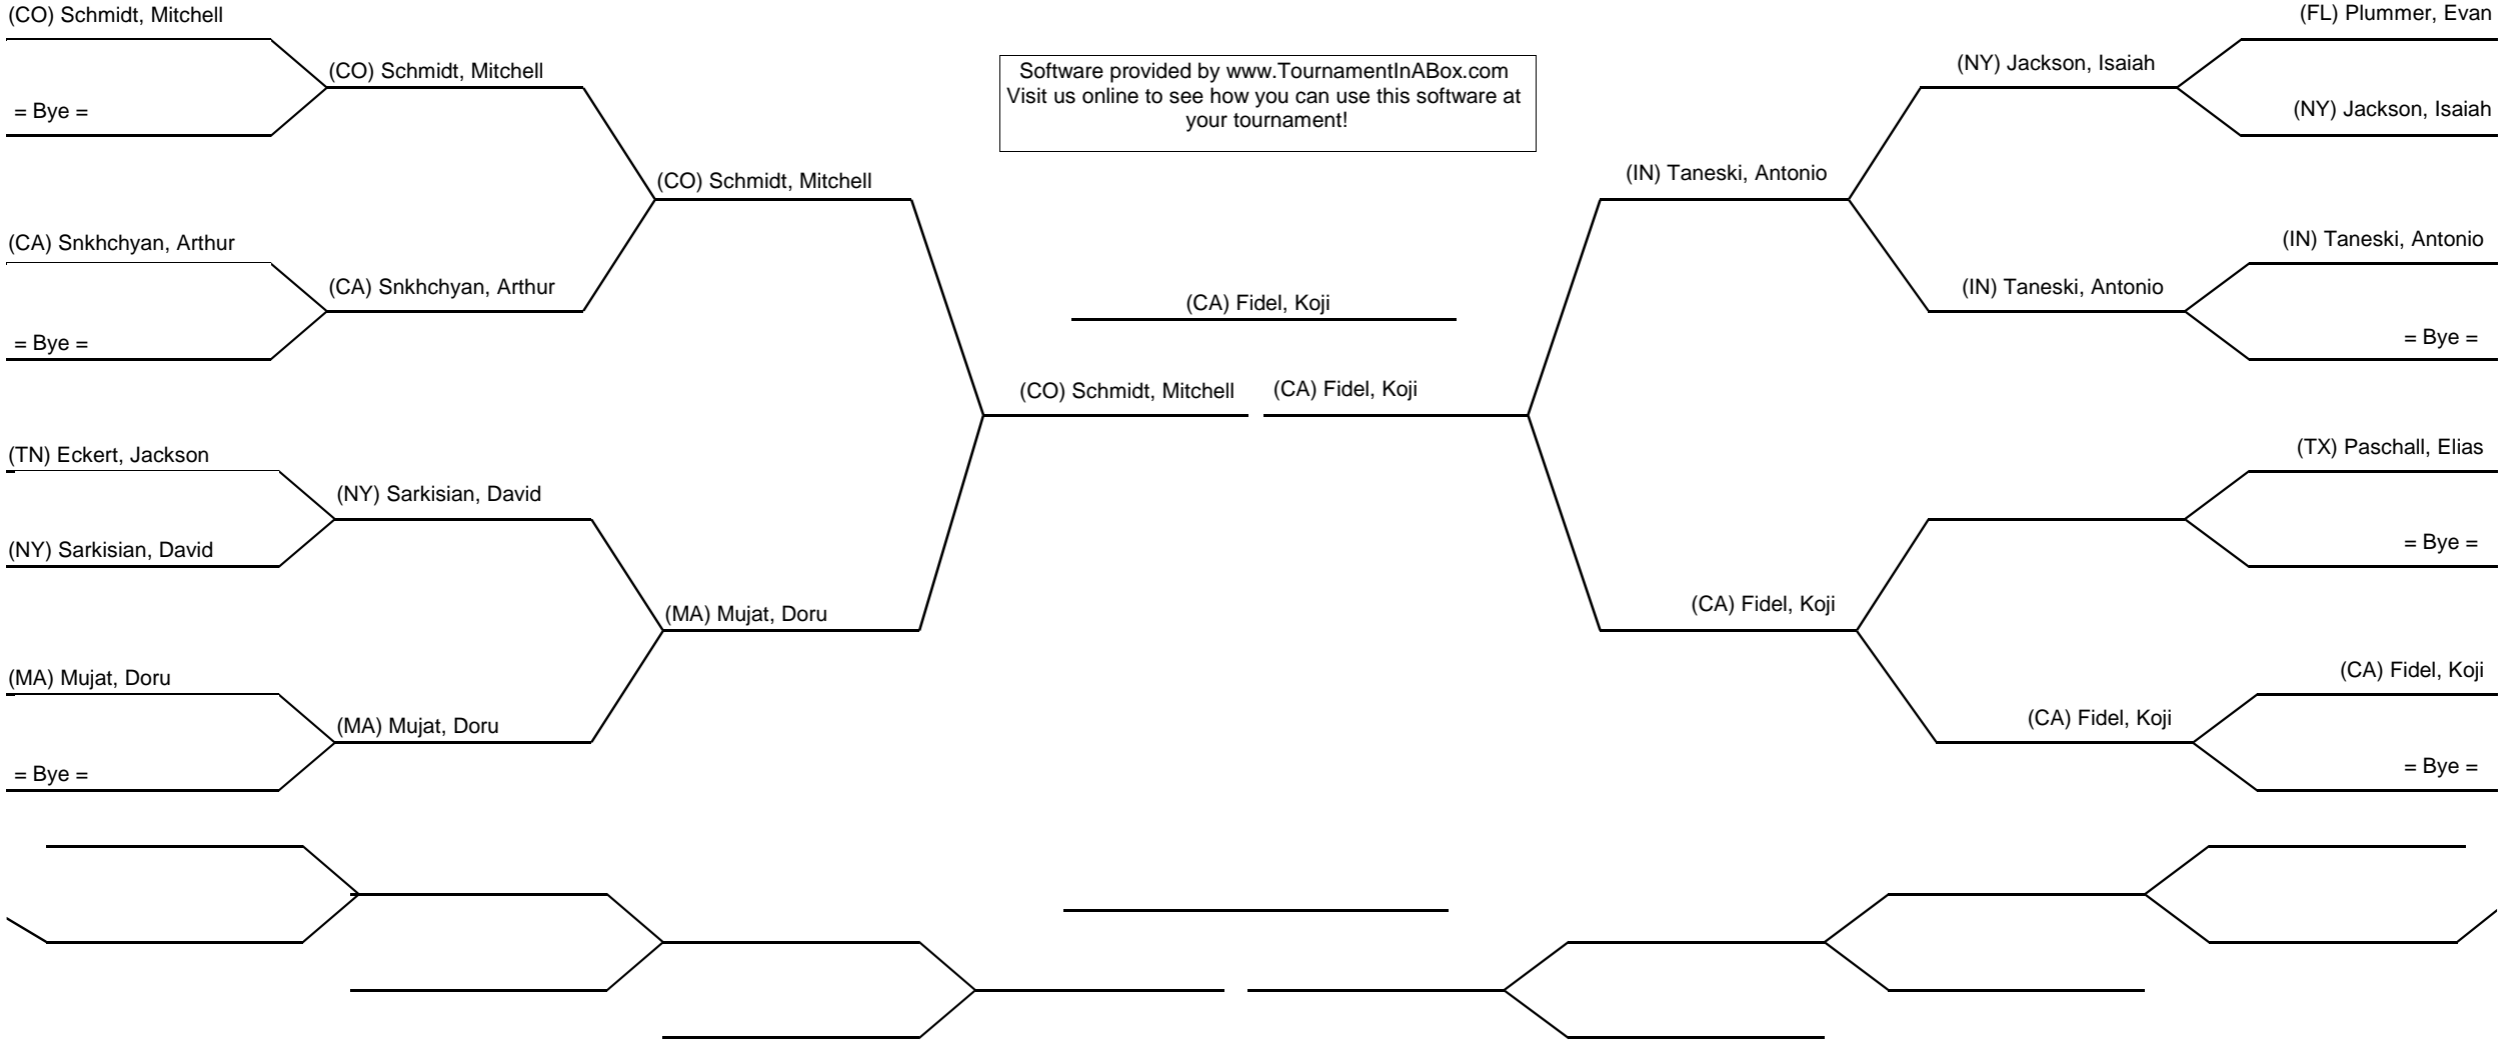 (CO) Schmidt, Mitchell
= Bye =
(CA) Snkhchyan, Arthur
= Bye =
(TN) Eckert, Jackson
(NY) Sarkisian, David
(MA) Mujat, Doru
= Bye =
(CO) Schmidt, Mitchell
(CA) Snkhchyan, Arthur
(NY) Sarkisian, David
(MA) Mujat, Doru
(CO) Schmidt, Mitchell
(MA) Mujat, Doru
Software provided by www.TournamentInABox.com
Visit us online to see how you can use this software at
your tournament!
(CA) Fidel, Koji
(CO) Schmidt, Mitchell
(CA) Fidel, Koji
(IN) Taneski, Antonio
(CA) Fidel, Koji
(NY) Jackson, Isaiah
(IN) Taneski, Antonio
(CA) Fidel, Koji
(FL) Plummer, Evan
(NY) Jackson, Isaiah
(IN) Taneski, Antonio
= Bye =
(TX) Paschall, Elias
= Bye =
(CA) Fidel, Koji
= Bye =